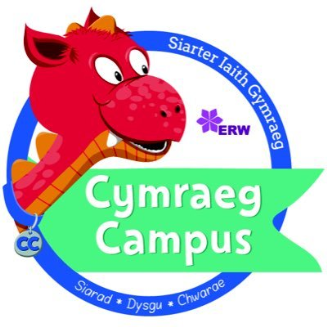 Siarter Iaith Gymraeg
ERW
Cymraeg
Campus
CC
Siarad * Dysgu * Chwarae